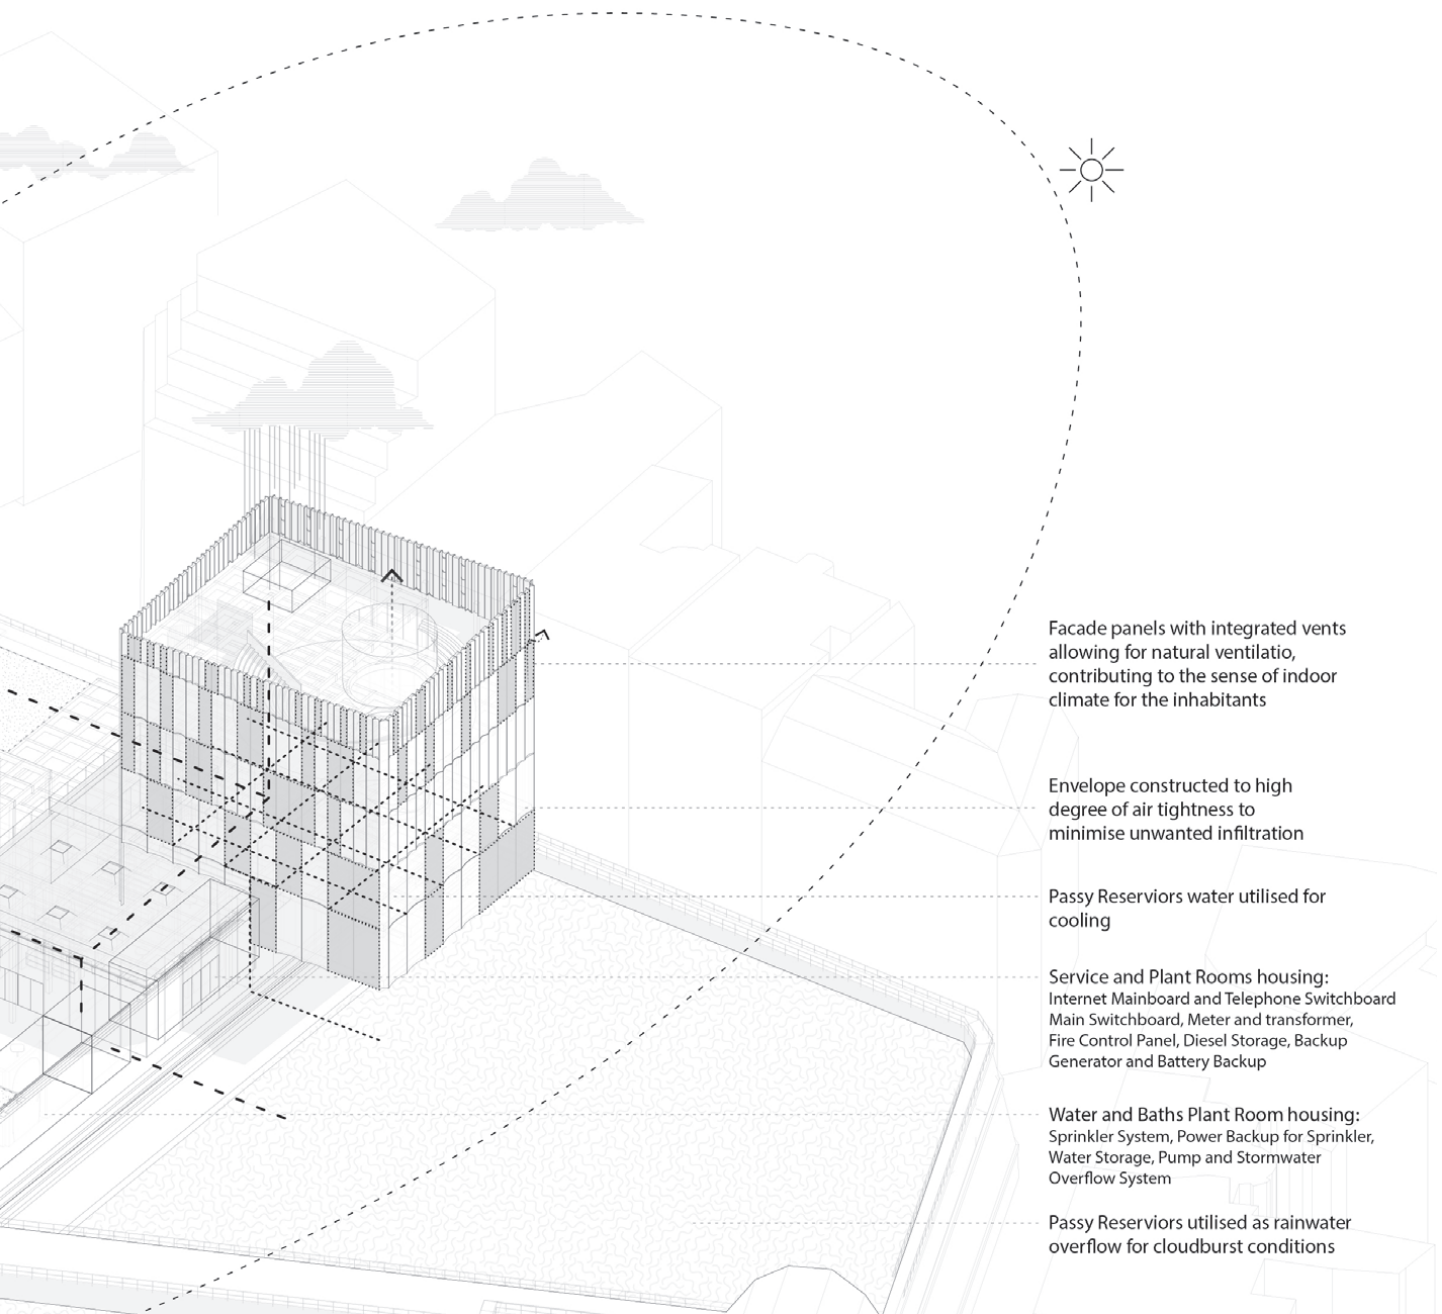 Facade panels with integrated vents
allowing for natural ventilatio,
contributing to the sense of indoor
climate for the inhabitants
Envelope constructed to high
degree of air tightness to
minimise unwanted infiltration
Passy Reserviors water utilised for
cooling
Service and Plant Rooms housing:
Internet Mainboard and Telephone Switchboard
Main Switchboard, Meter and transformer,
Fire Control Panel, Diesel Storage, Backup
Generator and Battery Backup
Water and Baths Plant Room housing:
Sprinkler System, Power Backup for Sprinkler,
Water Storage, Pump and Stormwater
Overflow System
Passy Reserviors utilised as rainwater
overflow for cloudburst conditions